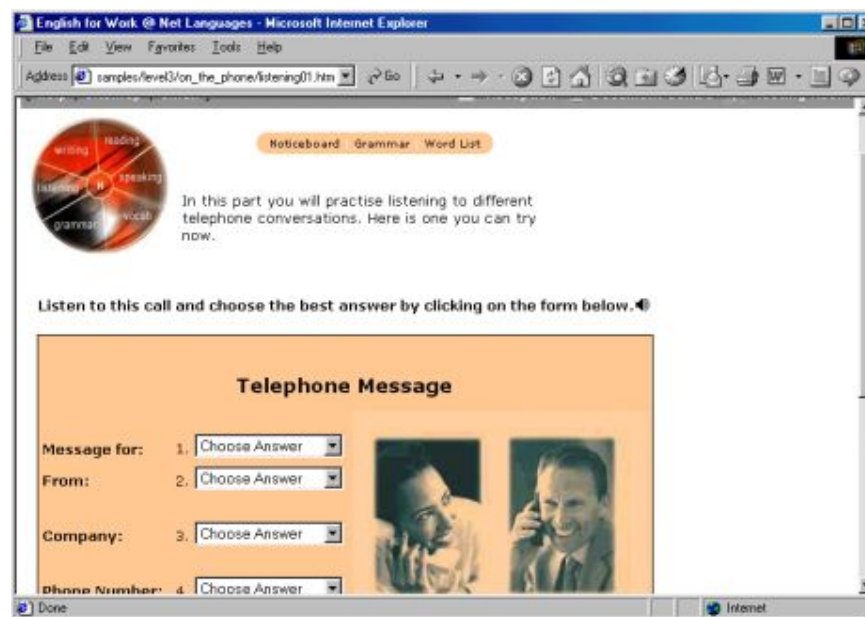 English for Work @ Net Languages - Microsoft Internet Explorer
File Edit View Favorites Tools Help
Address samples/level3/on_the_phone/listening01.htm Go
writing reading
listening H speaking
grammar vocab
Noticeboard Grammar Word List
In this part you will practise listening to different
telephone conversations. Here is one you can try
now.
Listen to this call and choose the best answer by clicking on the form below.
Telephone Message
Message for: 1. Choose Answer
From: 2. Choose Answer
Company: 3. Choose Answer
Phone Number: 4 Choose Answer
Done Internet